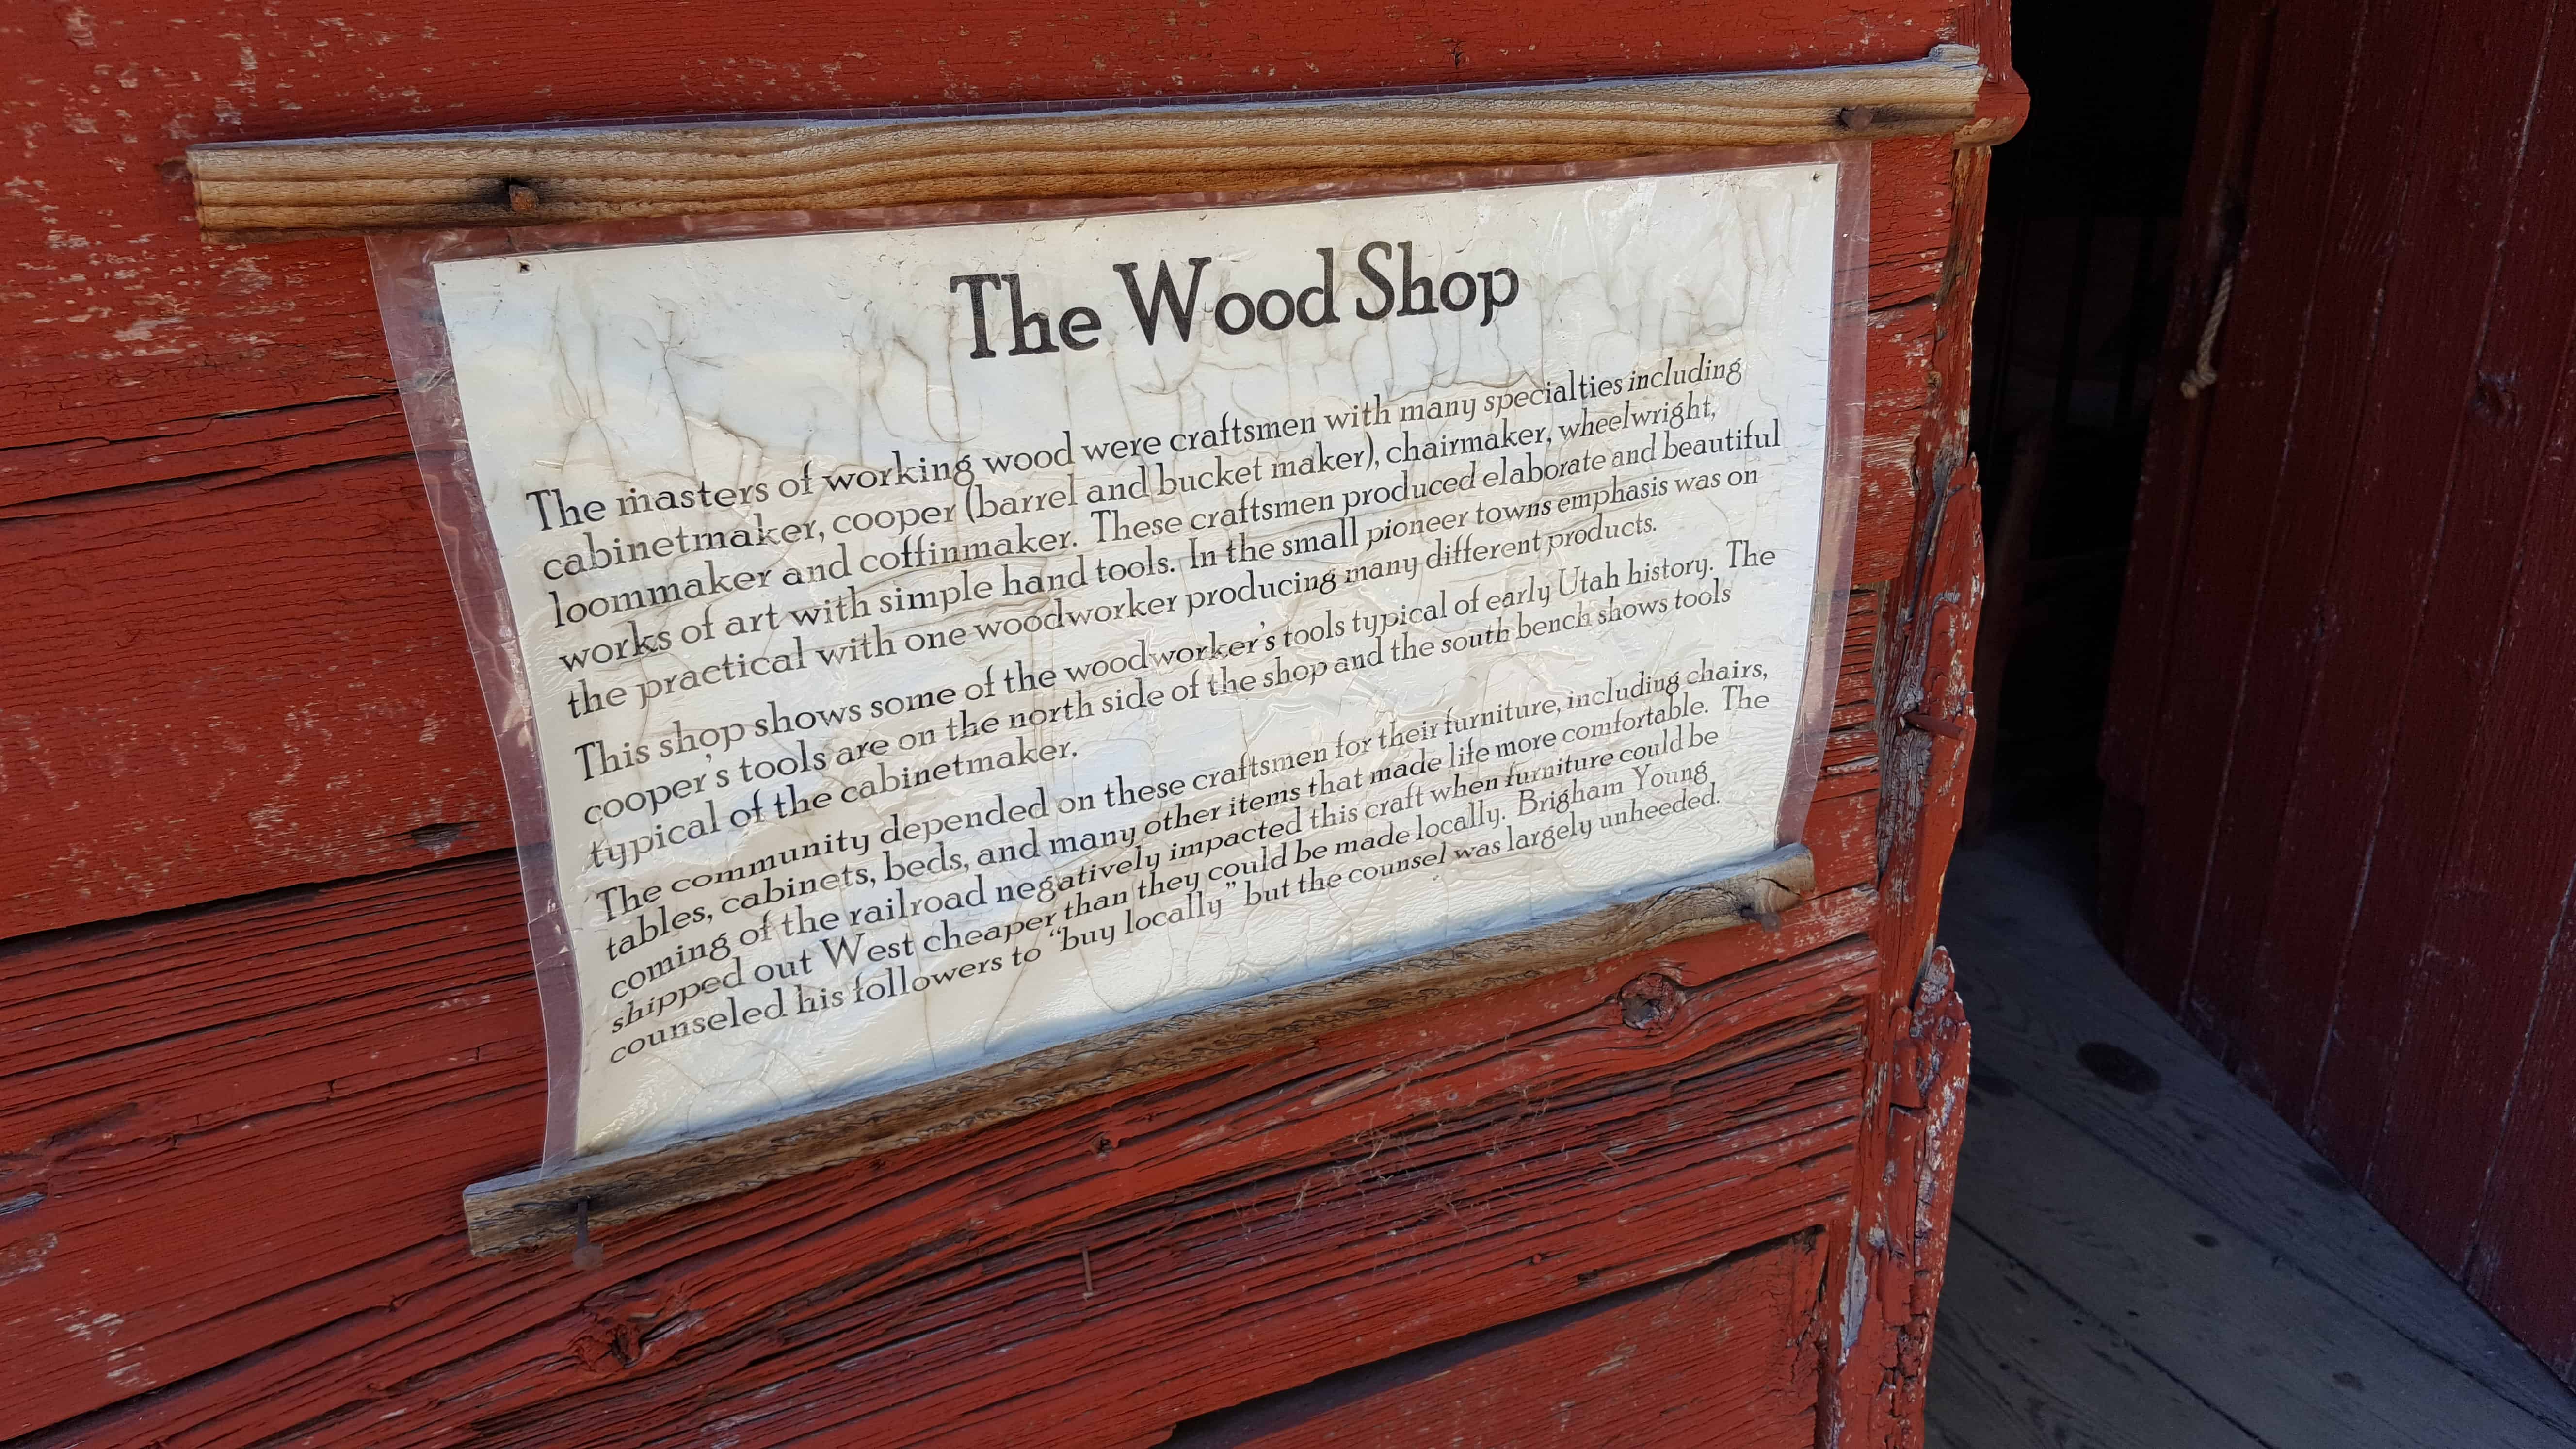 The Wood Shop
The masters of working wood were craftsmen with many specialties including
cabinetmaker, cooper (barrel and bucket maker), chairmaker, wheelwright,
loommaker and coffinmaker. These craftsmen produced elaborate and beautiful
works of art with simple hand tools. In the small pioneer towns emphasis was on
the practical with one woodworker producing many different products.
This shop shows some of the woodworker's tools typical of early Utah history. The
cooper's tools are on the north side of the shop and the south bench shows tools
typical of the cabinetmaker.
The community depended on these craftsmen for their furniture, including chairs,
tables, cabinets, beds, and many other items that made life more comfortable. The
coming of the railroad negatively impacted this craft when furniture could be
shipped out West cheaper than they could be made locally. Brigham Young
counseled his followers to "buy locally" but the counsel was largely unheeded.